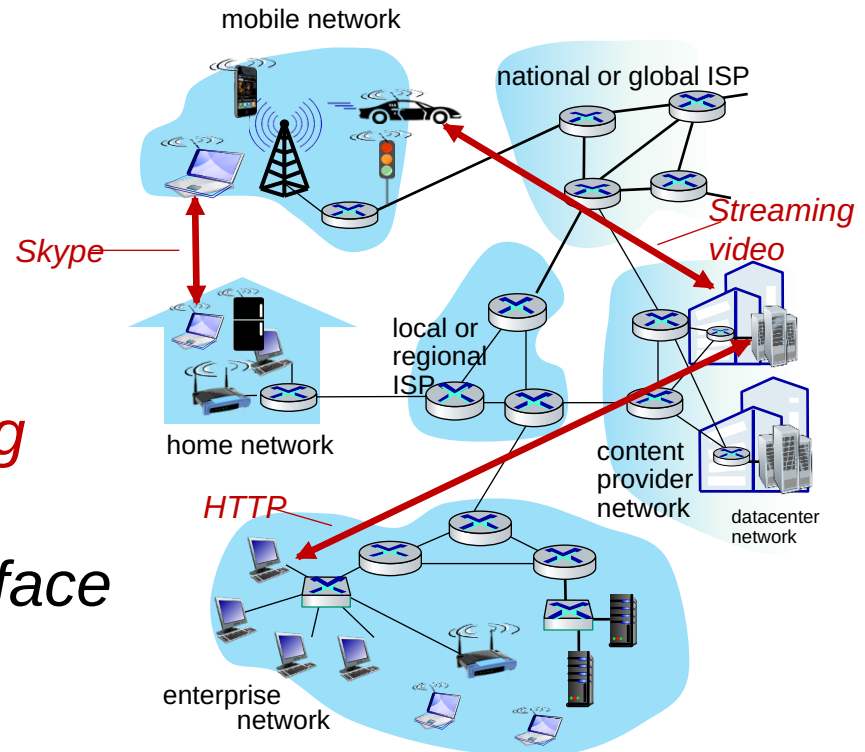 mobile network
national or global ISP
Streaming
video
Skype
local or
regional
ISP
g
home network
content
provider
network
datacenter
network
HTTP
face
enterprise
network